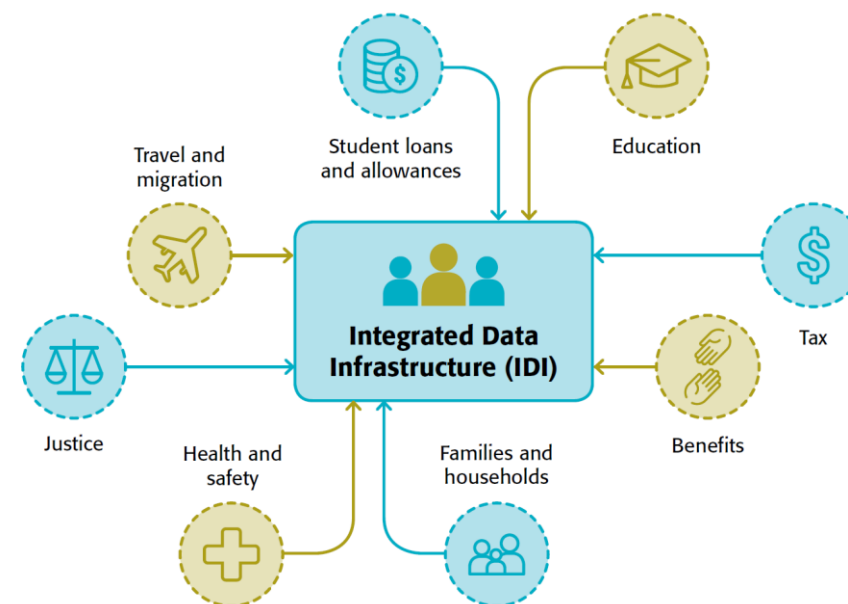 Student loans
and allowances
Education
Travel and
migration
Integrated Data
Infrastructure (IDI)
Tax
Justice
Benefits
Health and
safety
Families and
households
$
$